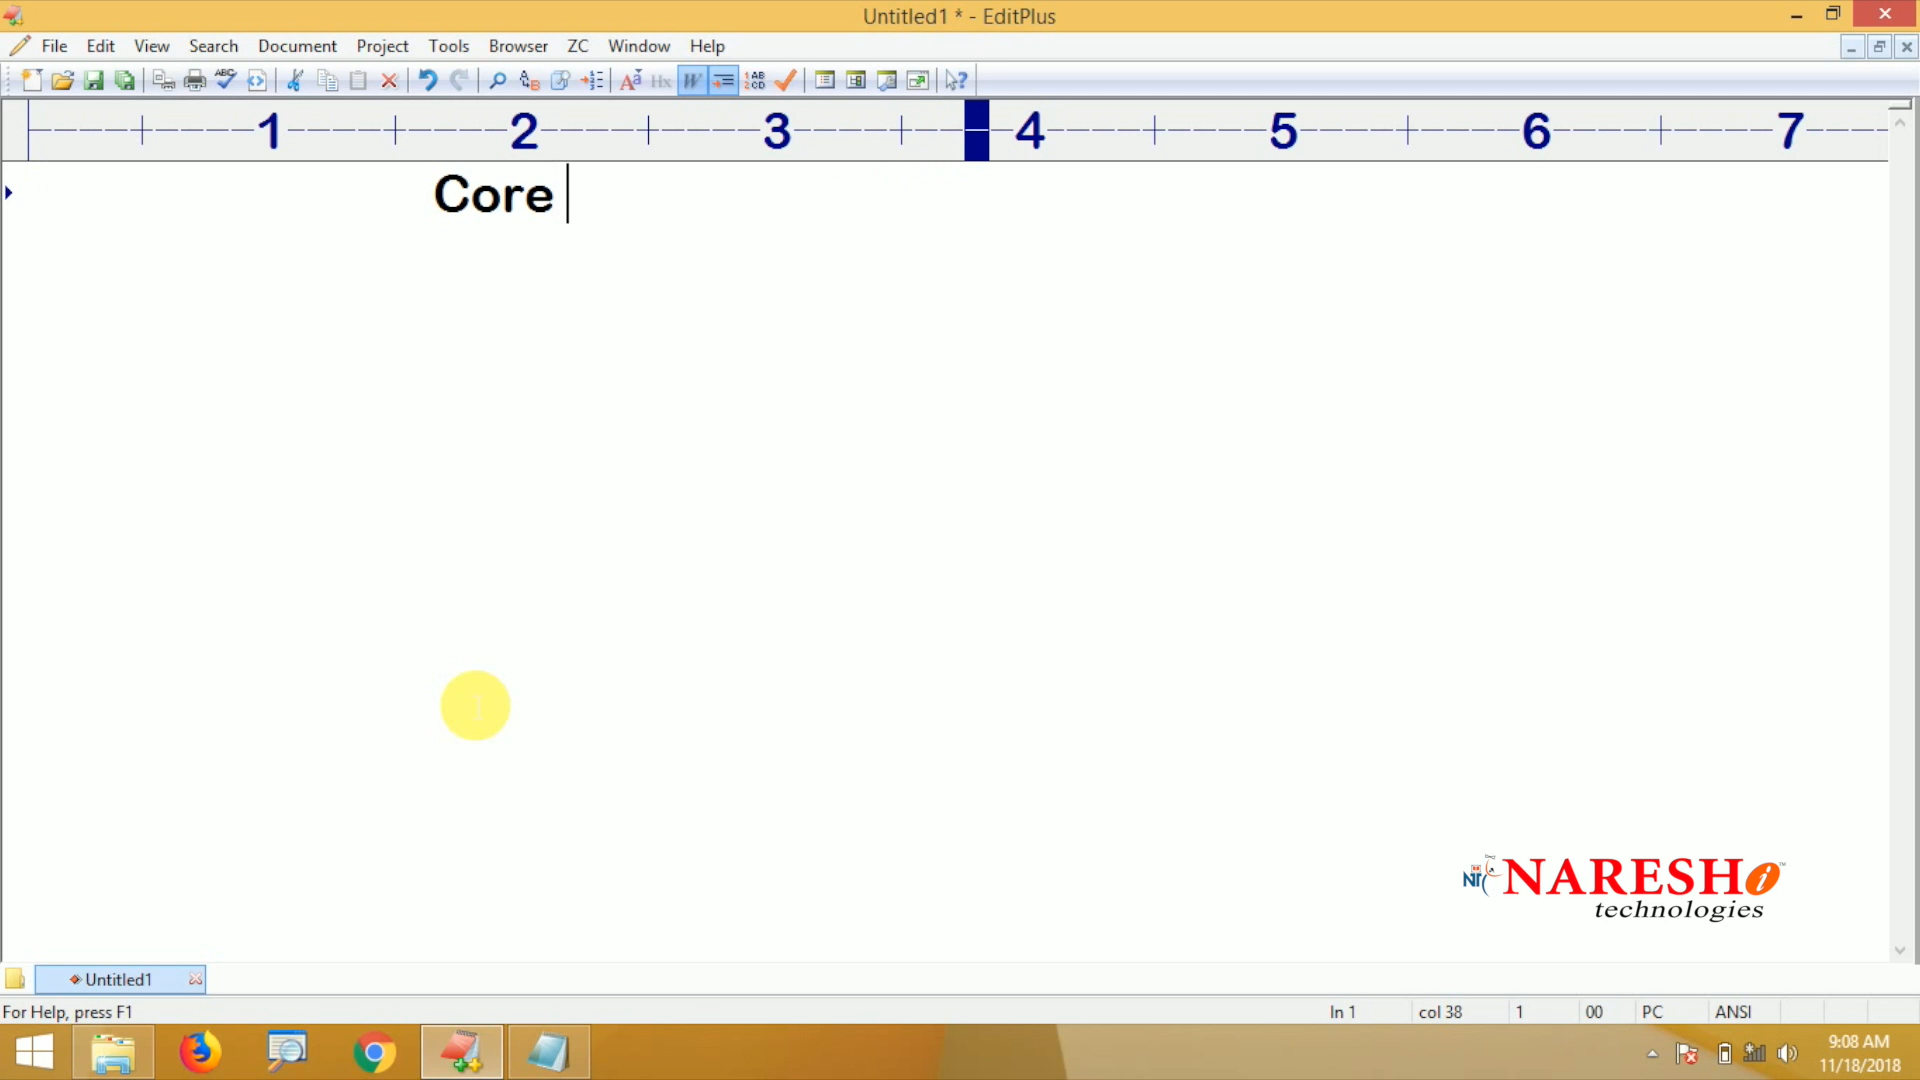 Untitled1 * - EditPlus
File Edit View Search Document Project Tools Browser ZC Window Help
1 2 3 4 5 6 7
Core
NARESHi
technologies
Untitled1
For Help, press F1 ln 1 col 38 1 00 PC ANSI
9:08 AM
11/18/2018